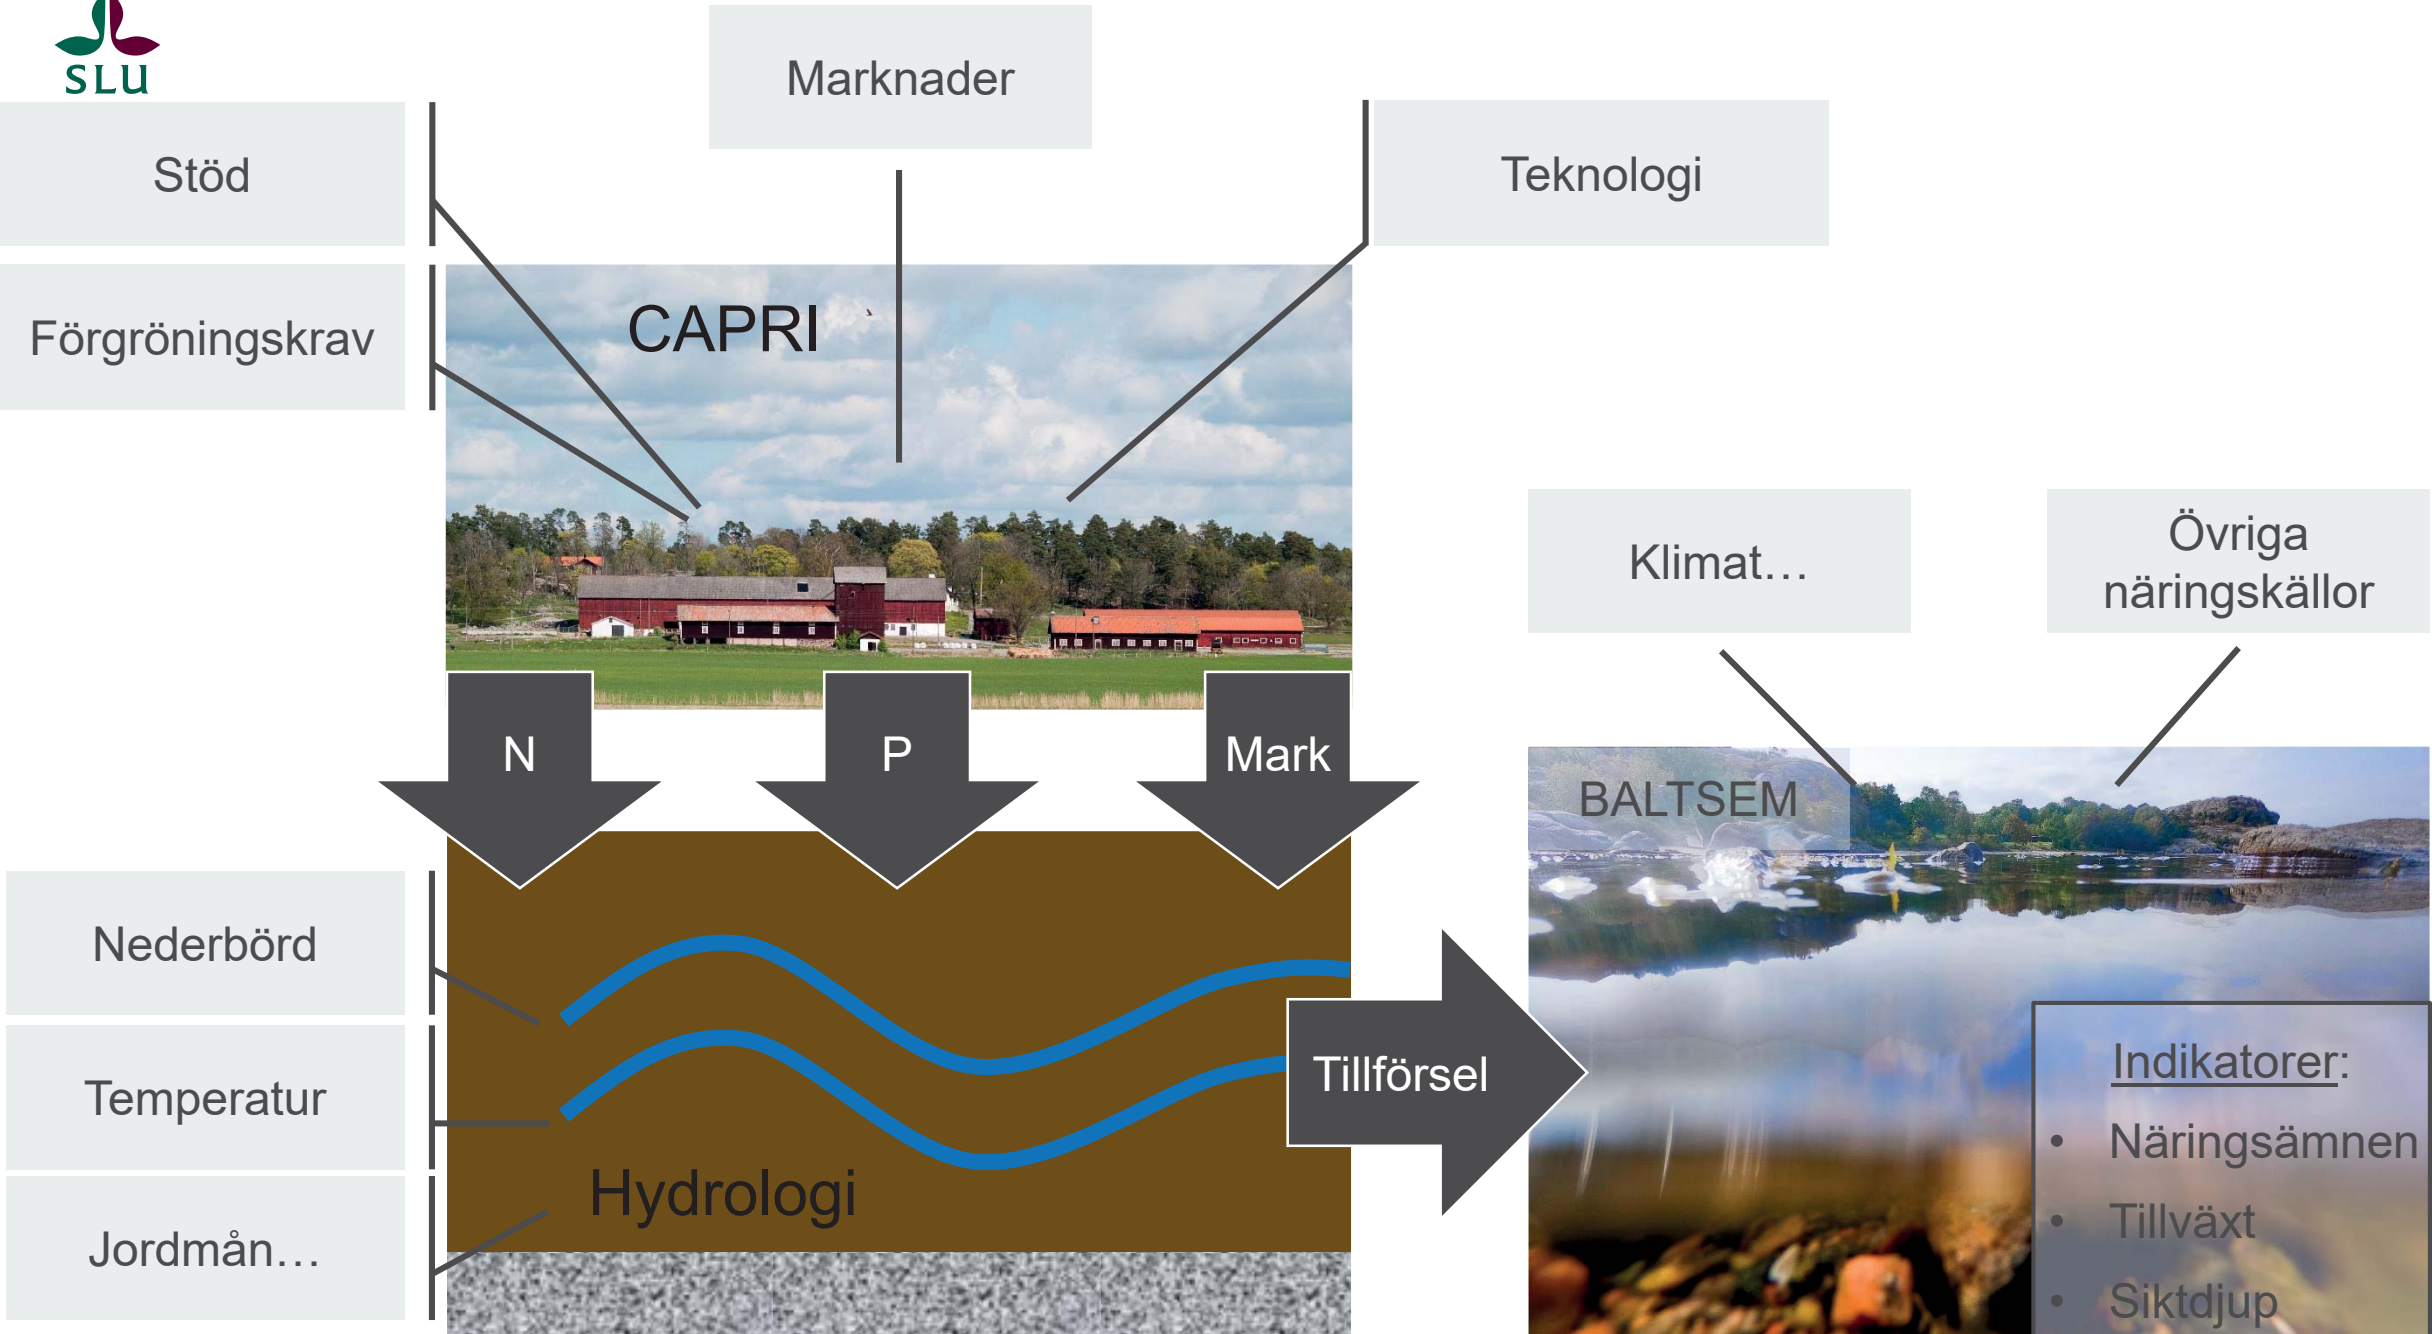 SLU
Marknader
Stöd
Teknologi
Förgröningskrav
CAPRI
Klimat…
Övriga
näringskällor
N
P
Mark
BALTSEM
Nederbörd
Temperatur
Tillförsel
Indikatorer:
• Näringsämnen
Hydrologi
• Tillväxt
Jordmån…
• Siktdjup